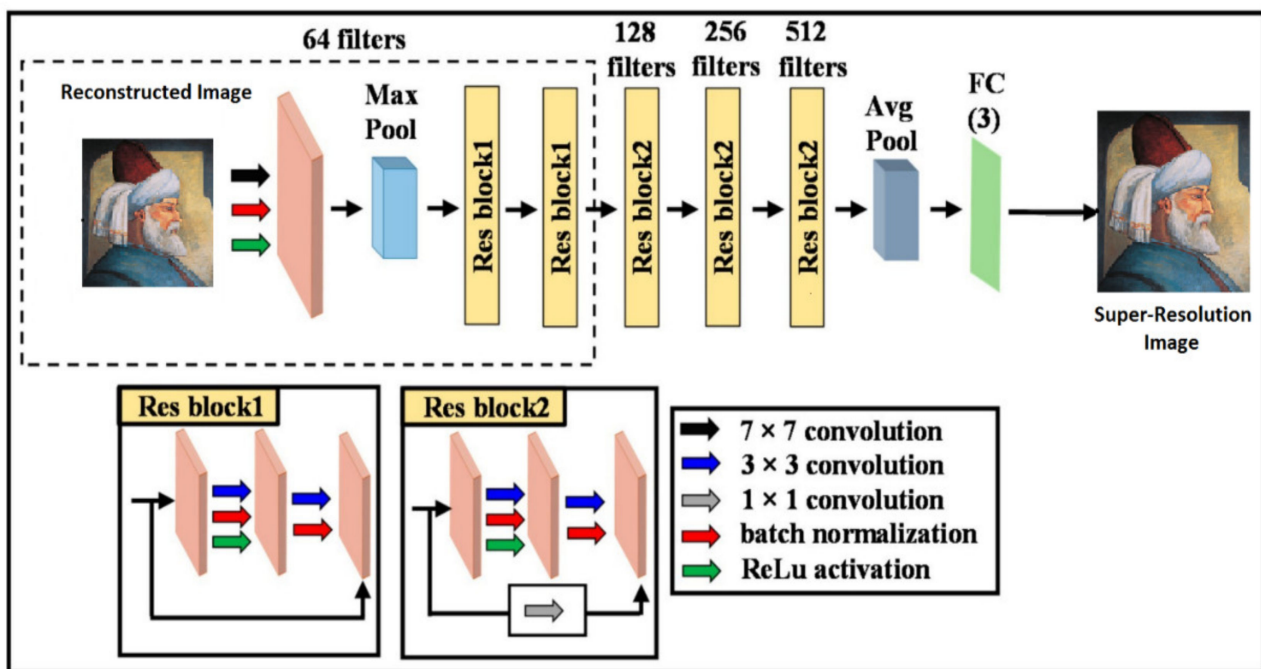 64 filters
128
filters
256
filters
512
filters
Reconstructed Image
Max
Pool
Res block1
Res block1
Res block2
Res block2
Res block2
Avg
Pool
FC
(3)
Super-Resolution
Image
Res block1
Res block2
7 × 7 convolution
3 × 3 convolution
1 × 1 convolution
batch normalization
ReLu activation